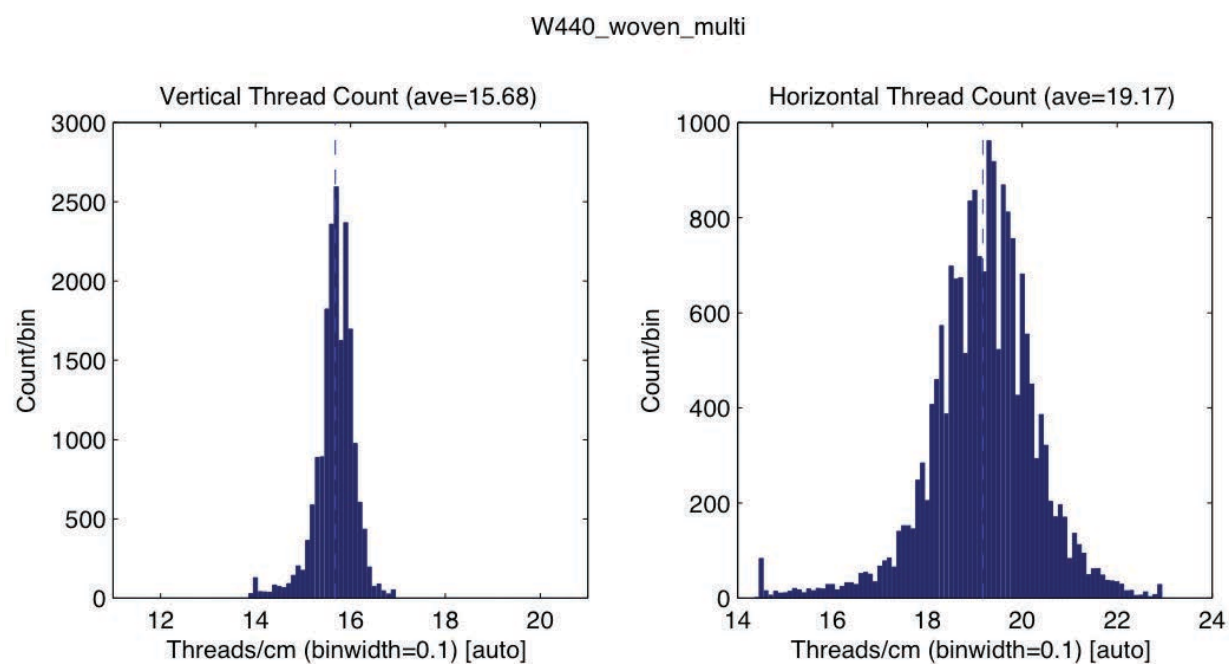 W440_woven_multi
Vertical Thread Count (ave=15.68)
3000
2500
2000
1500
1000
500
0
Count/bin
12 14 16 18 20
Threads/cm (binwidth=0.1) [auto]
Horizontal Thread Count (ave=19.17)
1000
800
600
400
200
0
Count/bin
14 16 18 20 22 24
Threads/cm (binwidth=0.1) [auto]